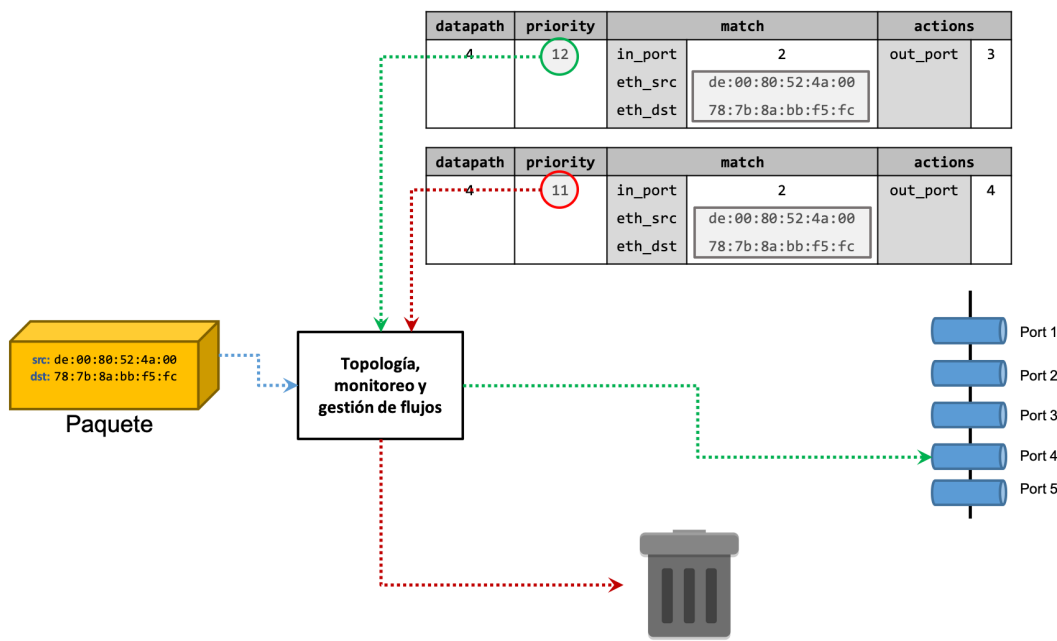 datapath priority match actions
4 12 in_port 2 out_port 3
eth_src de:00:80:52:4a:00
eth_dst 78:7b:8a:bb:f5:fc
datapath priority match actions
4 11 in_port 2 out_port 4
eth_src de:00:80:52:4a:00
eth_dst 78:7b:8a:bb:f5:fc
src: de:00:80:52:4a:00
dst: 78:7b:8a:bb:f5:fc
Paquete
Topología,
monitoreo y
gestión de flujos
Port 1
Port 2
Port 3
Port 4
Port 5